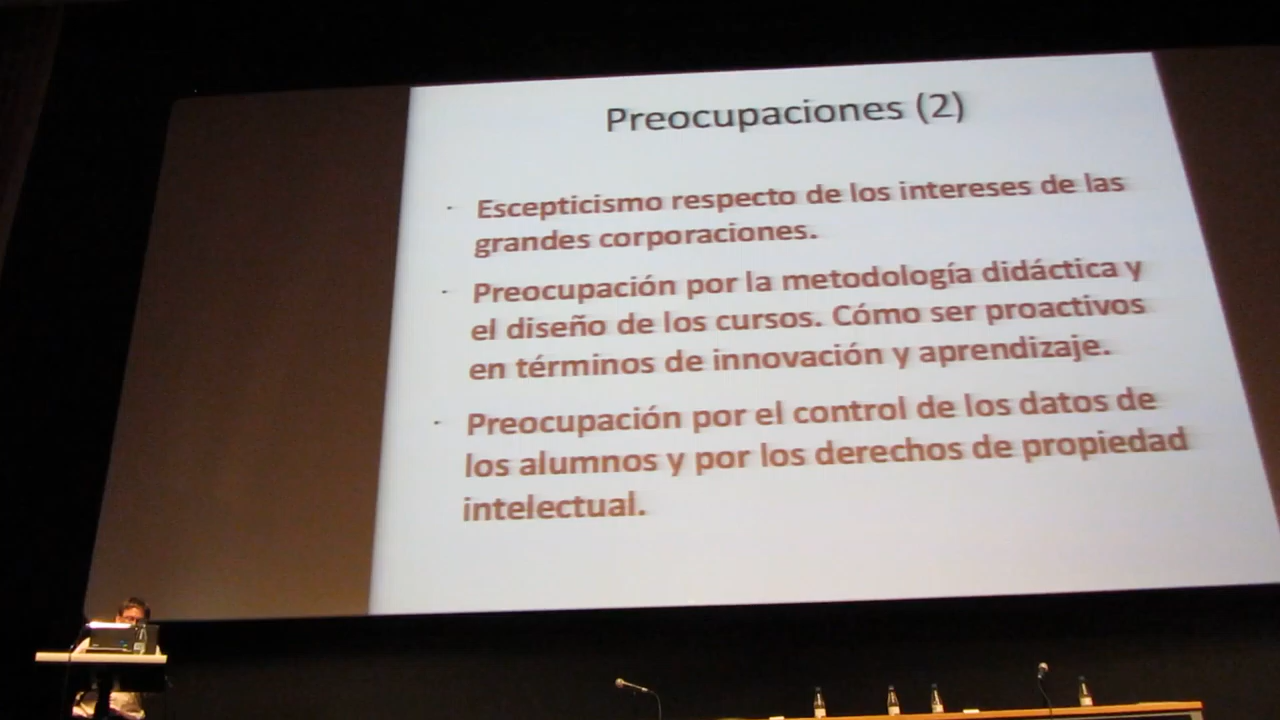 Preocupaciones (2)
· Escepticismo respecto de los intereses de las
grandes corporaciones.
· Preocupación por la metodología didáctica y
el diseño de los cursos. Cómo ser proactivos
en términos de innovación y aprendizaje.
· Preocupación por el control de los datos de
los alumnos y por los derechos de propiedad
intelectual.